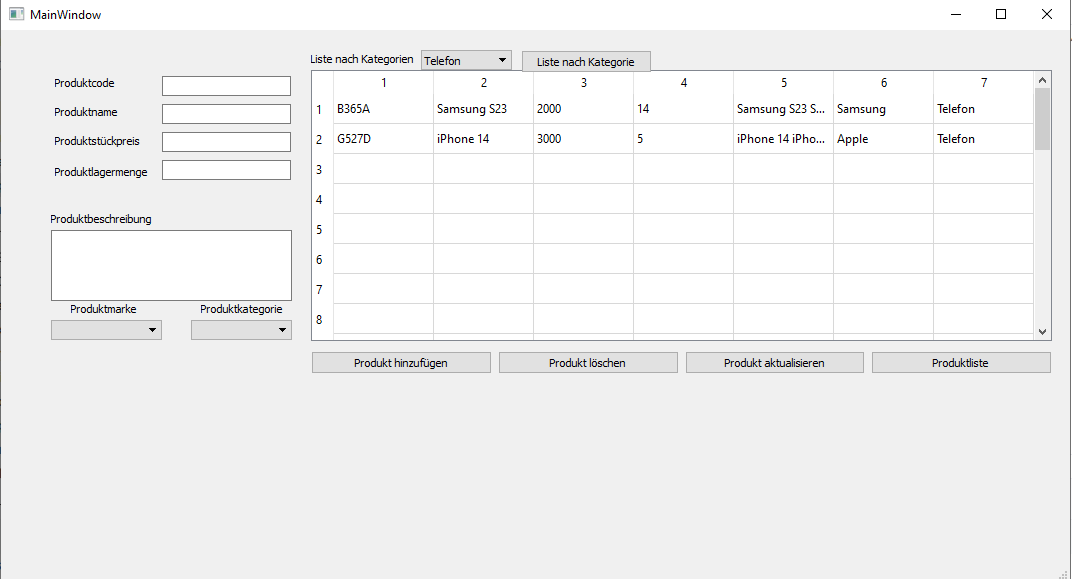 MainWindow
Liste nach Kategorien Telefon Liste nach Kategorie
Produktcode
Produktname
Produktstückpreis
Produktlagermenge
Produktbeschreibung
Produktmarke Produktkategorie
1 2 3 4 5 6 7
1 B365A Samsung S23 2000 14 Samsung S23 S... Samsung Telefon
2 G527D iPhone 14 3000 5 iPhone 14 iPho... Apple Telefon
3
4
5
6
7
8
Produkt hinzufügen Produkt löschen Produkt aktualisieren Produktliste